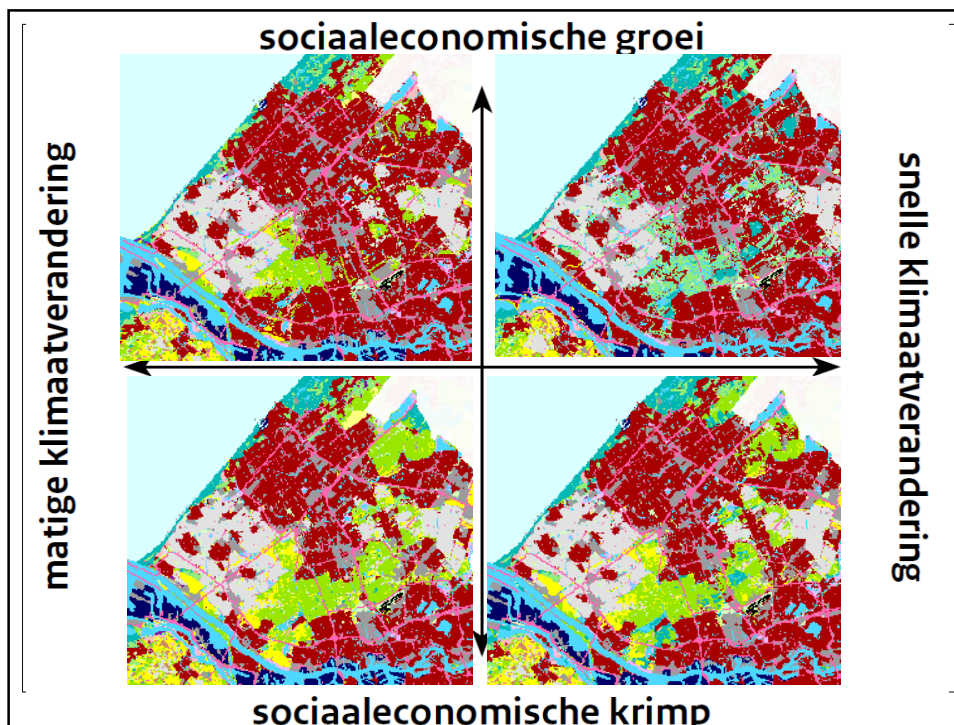 sociaaleconomische groei
matige klimaatverandering
snelle klimaatverandering
sociaaleconomische krimp